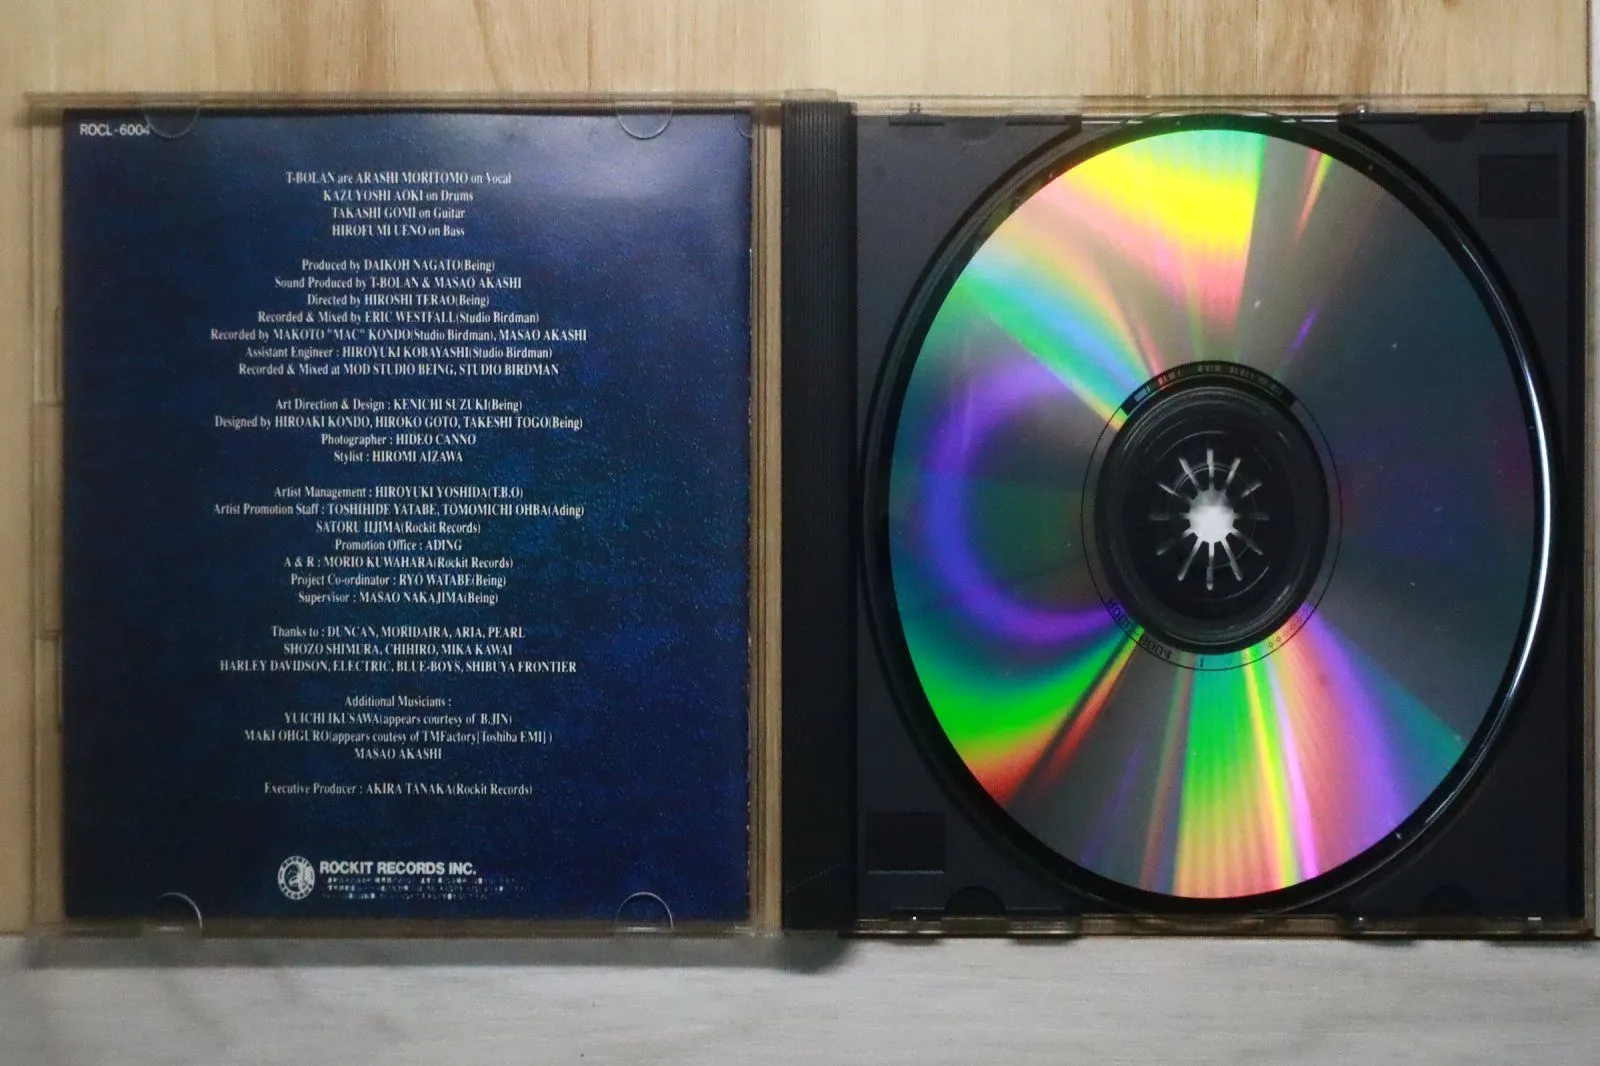 ROCL-6004
T-BOLAN are ARASHI MORITOMO on Vocal
KAZUYOSHI AOKI on Drums
TAKASHI GOMI on Guitar
HIROFUMI UENO on Bass
Produced by DAIKOH NAGATO(Being)
Sound Produced by T-BOLAN & MASAO AKASHI
Directed by HIROSHI TERAO(Being)
Recorded & Mixed by ERIC WESTFALL(Studio Birdman)
Recorded by MAKOTO "MAC" KONDO(Studio Birdman), MASAO AKASHI
Assistant Engineer : HIROYUKI KOBAYASHI(Studio Birdman)
Recorded & Mixed at MOD STUDIO BEING, STUDIO BIRDMAN
Art Direction & Design : KENICHI SUZUKI(Being)
Designed by HIROAKI KONDO, HIROKO GOTO, TAKESHI TOGO(Being)
Photographer : HIDEO CANNO
Stylist : HIROMI AIZAWA
Artist Management : HIROYUKI YOSHIDA(T.B.O)
Artist Promotion Staff : TOSHIHIDE YATABE, TOMOMICHI OHBA(Ading)
SATORU IIJIMA(Rockit Records)
Promotion Office : ADING
A & R : MORIO KUWAHARA(Rockit Records)
Project Co-ordinator : RYO WATABE(Being)
Supervisor : MASAO NAKAJIMA(Being)
Thanks to : DUNCAN, MORIDAIRA, ARIA, PEARL
SHOZO SHIMURA, CHIHIRO, MIKA KAWAI
HARLEY DAVIDSON, ELECTRIC, BLUE-BOYS, SHIBUYA FRONTIER
Additional Musicians :
YUICHI IKUSAWA(appears courtesy of B.JIN)
MAKI OHGURO(appears coutesy of TMFactory[Toshiba EMI] )
MASAO AKASHI
Executive Producer : AKIRA TANAKA(Rockit Records)
ROCKIT RECORDS INC.